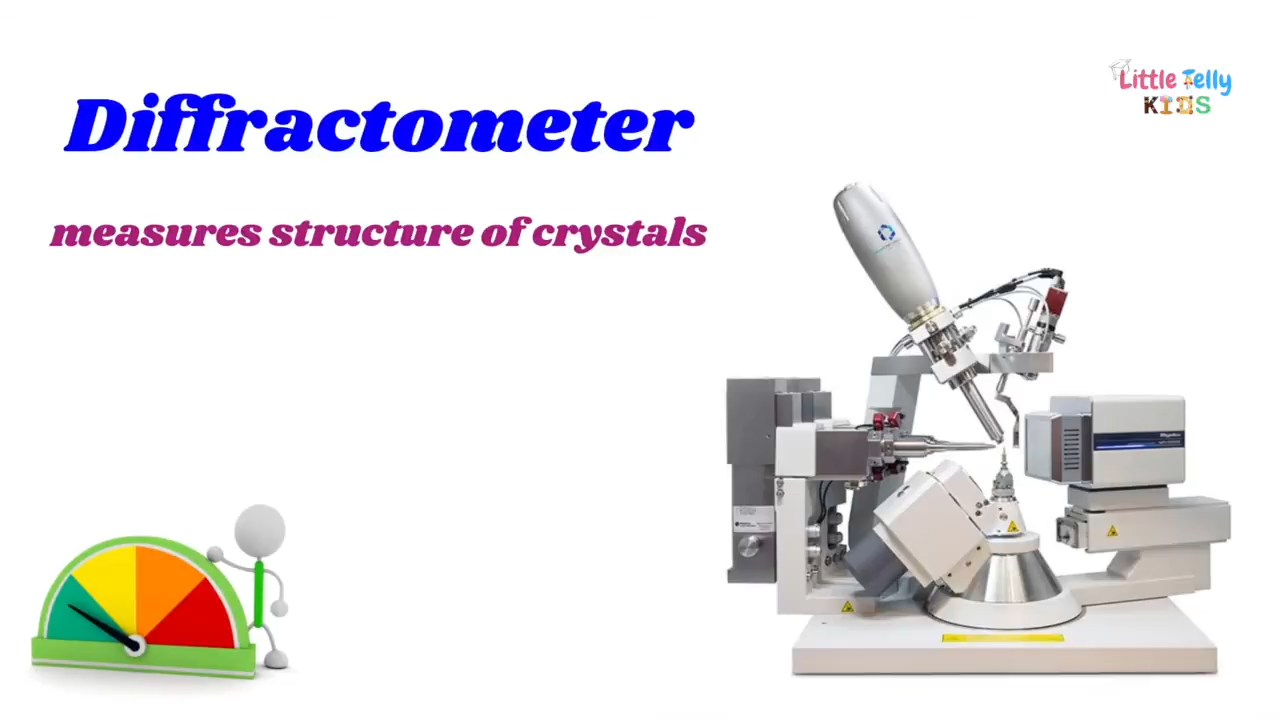 Diffractometer
measures structure of crystals
Little Telly
KIDS